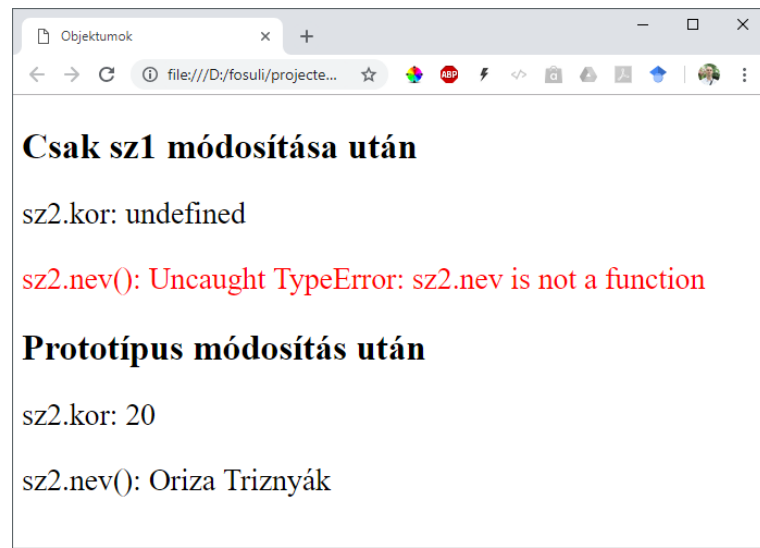 Objektumok
file:///D:/fosuli/projecte...
ABP
Csak sz1 módosítása után
sz2.kor: undefined
sz2.nev(): Uncaught TypeError: sz2.nev is not a function
Prototípus módosítás után
sz2.kor: 20
sz2.nev(): Oriza Triznyák